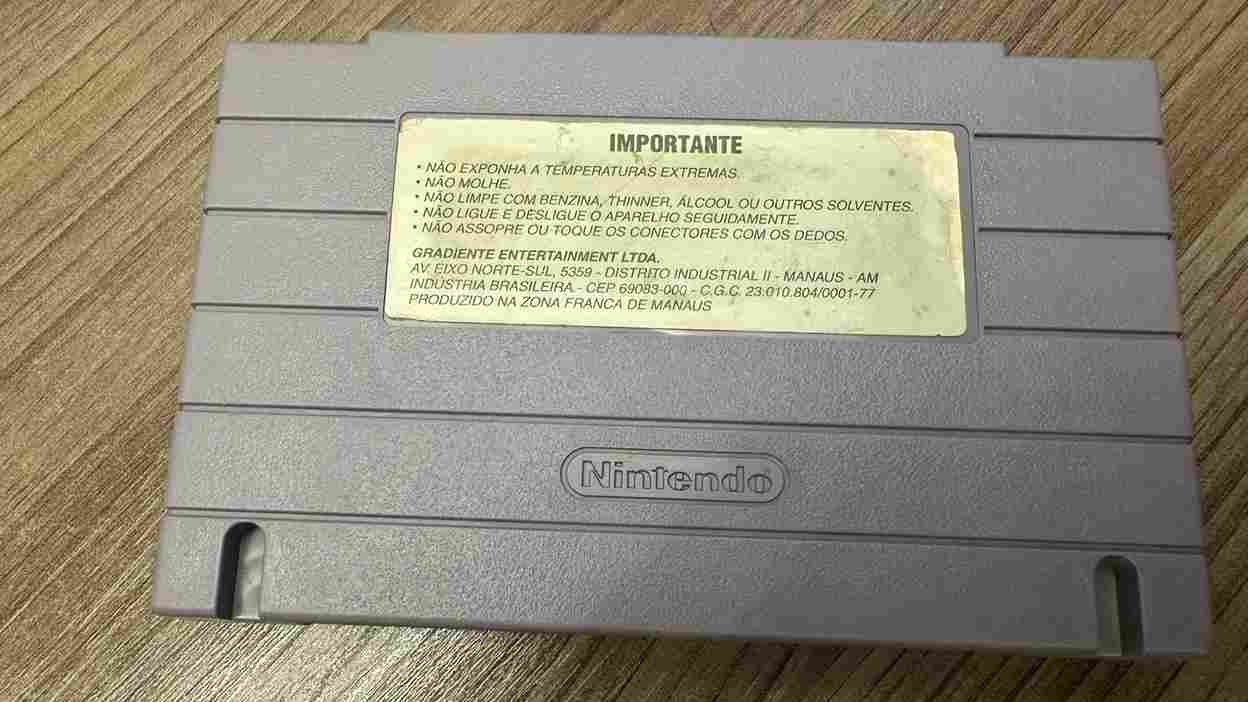 IMPORTANTE
• NÃO EXPONHA A TEMPERATURAS EXTREMAS.
• NÃO MOLHE.
• NÃO LIMPE COM BENZINA, THINNER, ÁLCOOL OU OUTROS SOLVENTES.
• NÃO LIGUE E DESLIGUE O APARELHO SEGUIDAMENTE.
• NÃO ASSOPRE OU TOQUE OS CONECTORES COM OS DEDOS.
GRADIENTE ENTERTAINMENT LTDA.
AV. EIXO NORTE-SUL, 5359 - DISTRITO INDUSTRIAL II - MANAUS - AM
INDÚSTRIA BRASILEIRA - CEP 69083-000 - C.G.C. 23.010.804/0001-77
PRODUZIDO NA ZONA FRANCA DE MANAUS
Nintendo